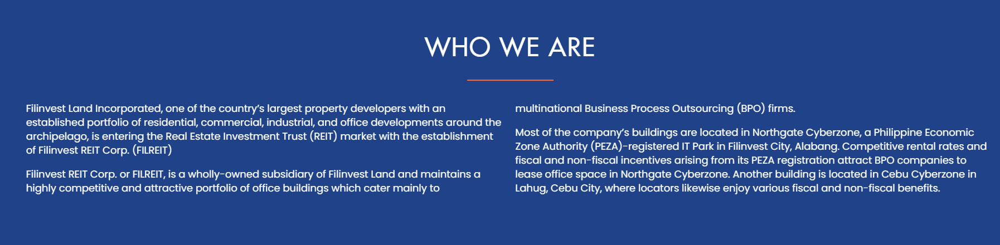 WHO WE ARE
Filinvest Land Incorporated, one of the country’s largest property developers with an
established portfolio of residential, commercial, industrial, and office developments around the
archipelago, is entering the Real Estate Investment Trust (REIT) market with the establishment
of Filinvest REIT Corp. (FILREIT)
Filinvest REIT Corp. or FILREIT, is a wholly-owned subsidiary of Filinvest Land and maintains a
highly competitive and attractive portfolio of office buildings which cater mainly to
multinational Business Process Outsourcing (BPO) firms.
Most of the company’s buildings are located in Northgate Cyberzone, a Philippine Economic
Zone Authority (PEZA)-registered IT Park in Filinvest City, Alabang. Competitive rental rates and
fiscal and non-fiscal incentives arising from its PEZA registration attract BPO companies to
lease office space in Northgate Cyberzone. Another building is located in Cebu Cyberzone in
Lahug, Cebu City, where locators likewise enjoy various fiscal and non-fiscal benefits.